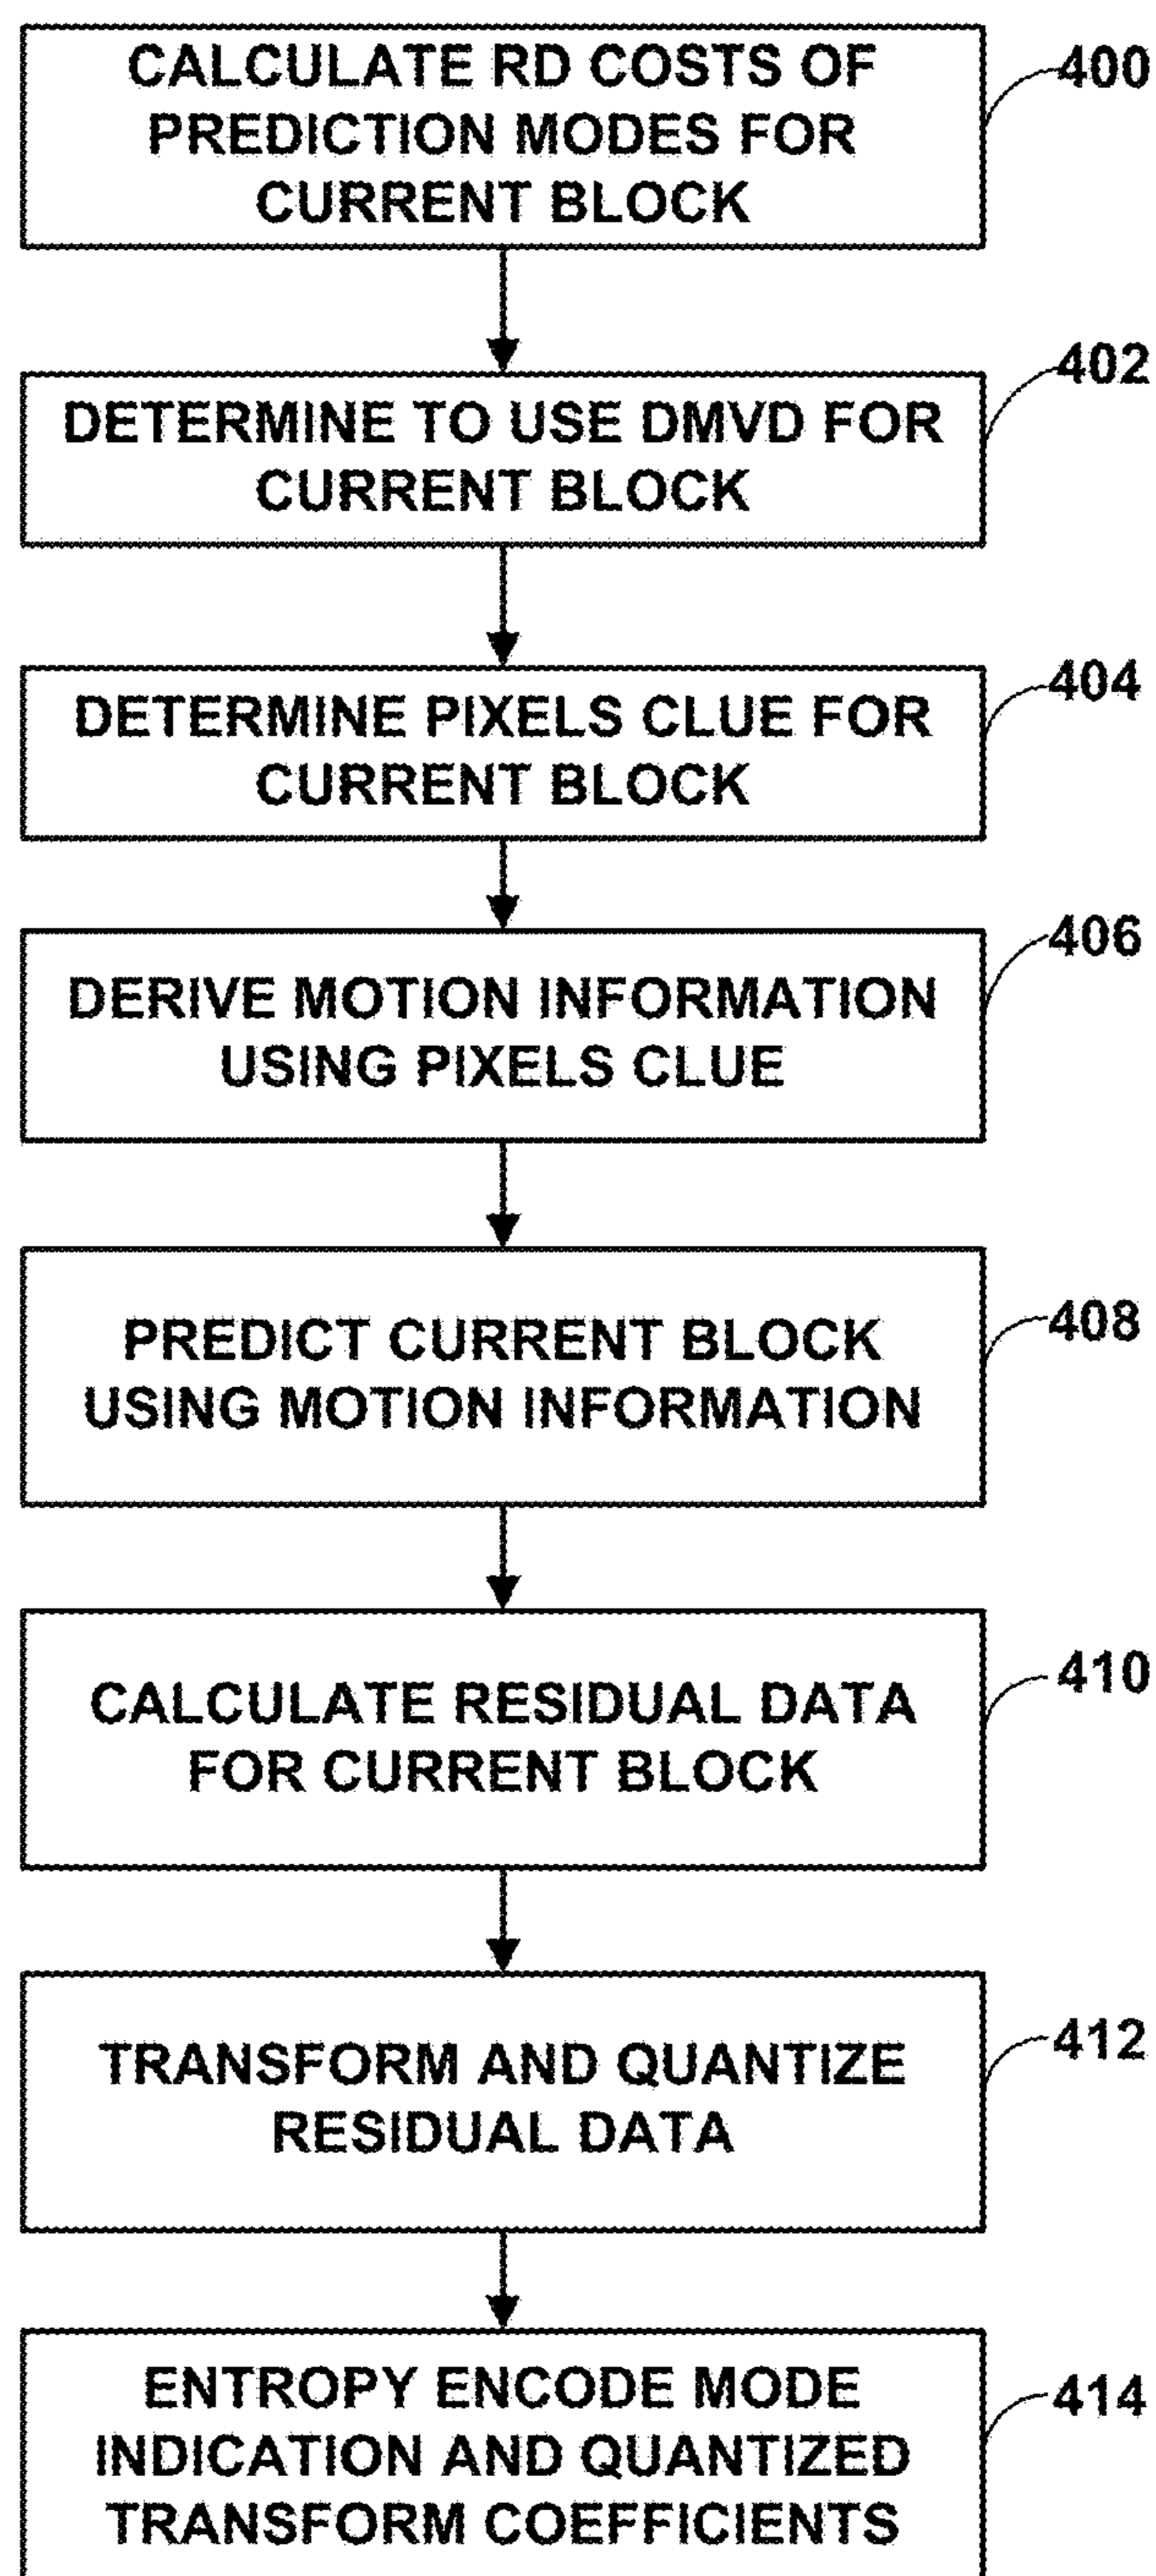 CALCULATE RD COSTS OF
PREDICTION MODES FOR
CURRENT BLOCK
400
DETERMINE TO USE DMVD FOR
CURRENT BLOCK
402
DETERMINE PIXELS CLUE FOR
CURRENT BLOCK
404
DERIVE MOTION INFORMATION
USING PIXELS CLUE
406
PREDICT CURRENT BLOCK
USING MOTION INFORMATION
408
CALCULATE RESIDUAL DATA
FOR CURRENT BLOCK
410
TRANSFORM AND QUANTIZE
RESIDUAL DATA
412
ENTROPY ENCODE MODE
INDICATION AND QUANTIZED
TRANSFORM COEFFICIENTS
414